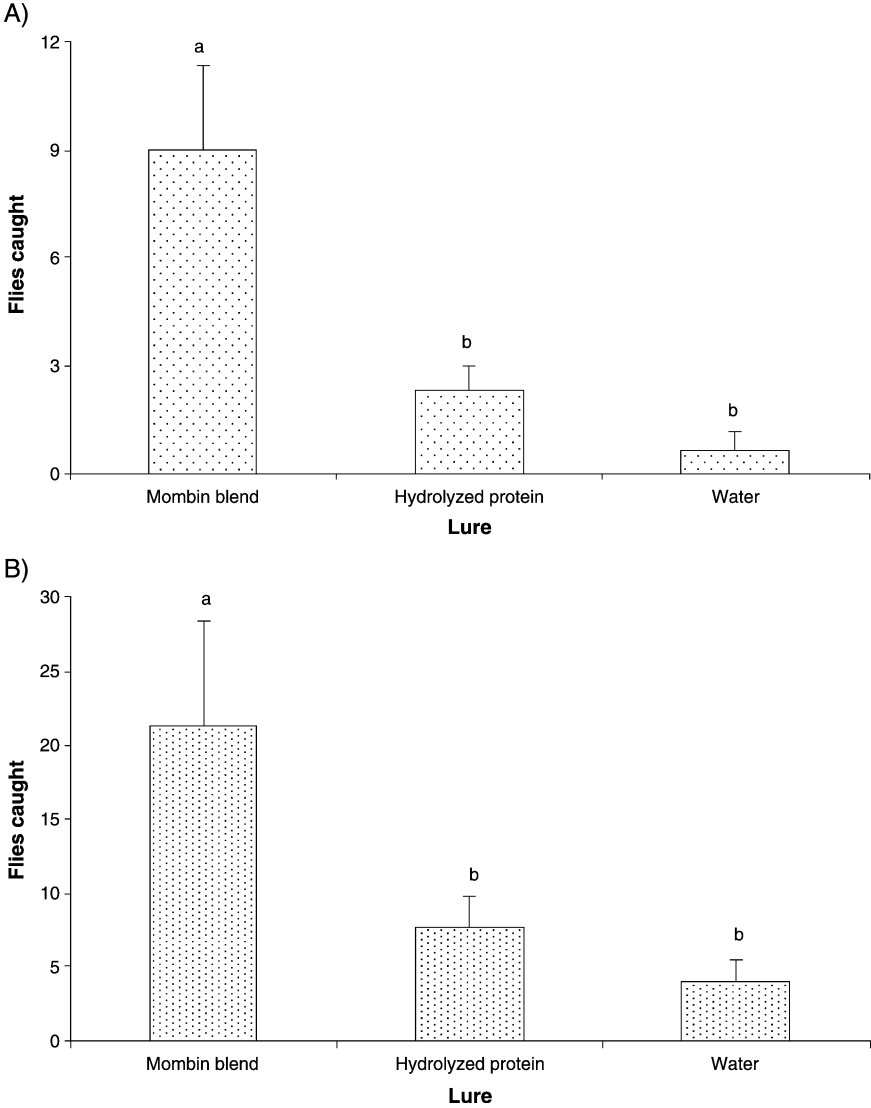 A)
12
a
9
Flies caught
6
b
3
b
0
Mombin blend Hydrolyzed protein Water
Lure
B)
30
a
25
20
Flies caught
15
10
b
b
5
0
Mombin blend Hydrolyzed protein Water
Lure